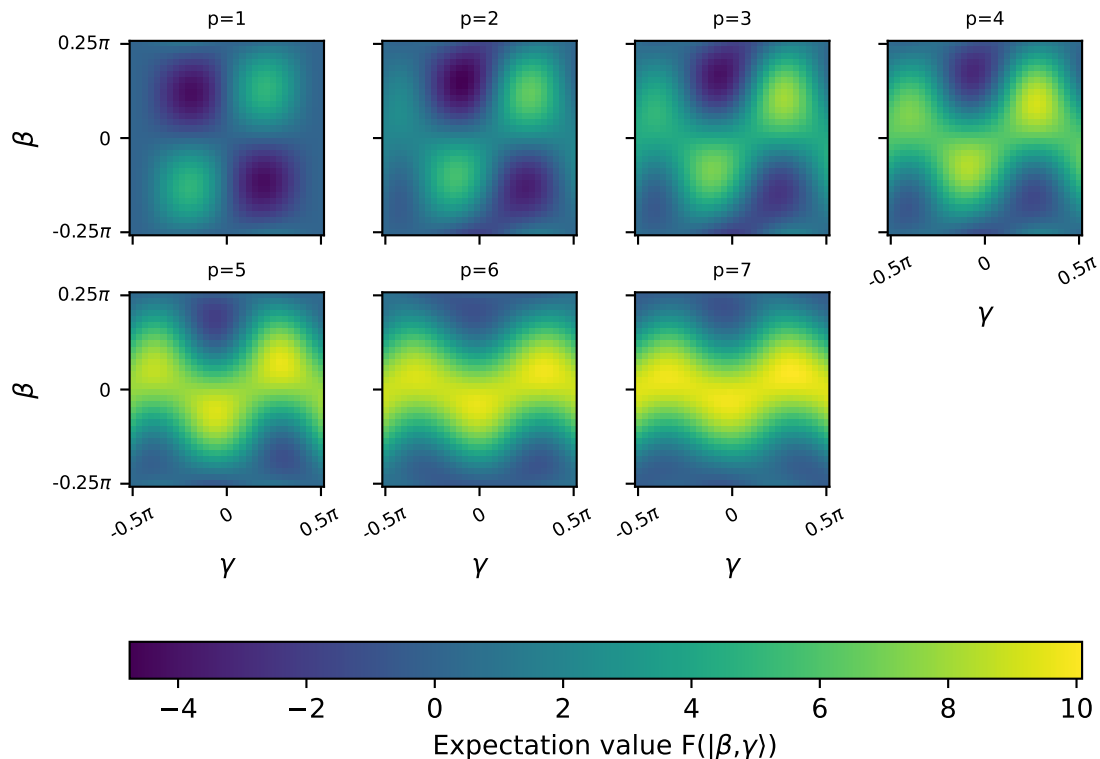 p=1 p=2 p=3 p=4
0.25π
β
0
-0.25π
-0.5π 0 0.5π
γ
p=5 p=6 p=7
0.25π
β
0
-0.25π
-0.5π 0 0.5π -0.5π 0 0.5π -0.5π 0 0.5π
γ γ γ
−4 −2 0 2 4 6 8 10
Expectation value F(|β,γ⟩)